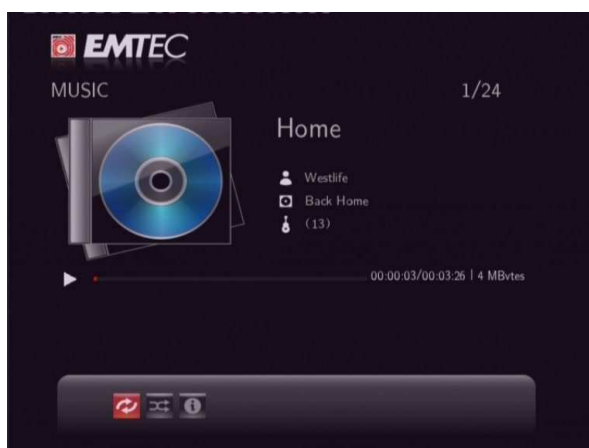 EMTEC
MUSIC
1/24
Home
Westlife
Back Home
(13)
00:00:03/00:03:26 | 4 MBytes